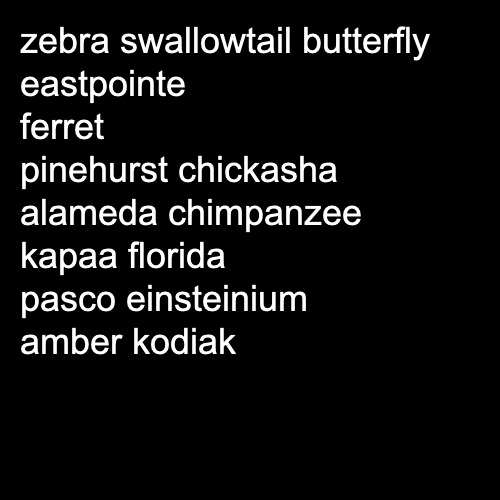 zebra swallowtail butterfly
eastpointe
ferret
pinehurst chickasha
alameda chimpanzee
kapaa florida
pasco einsteinium
amber kodiak